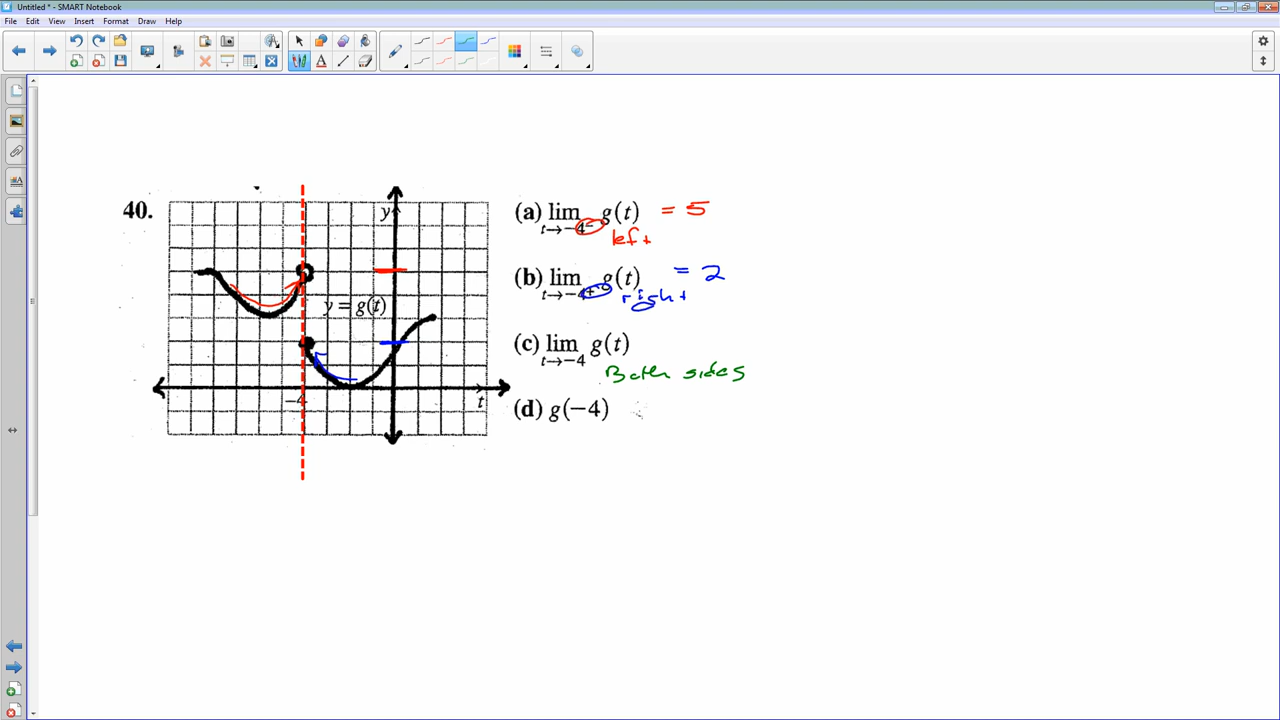 Untitled * - SMART Notebook
File Edit View Insert Format Draw Help
40.
y
y = g(t)
-4
t
(a) lim g(t) = 5
t→-4⁻
left
(b) lim g(t) = 2
t→-4+
right
(c) lim g(t)
t→-4
Both sides
(d) g(-4)